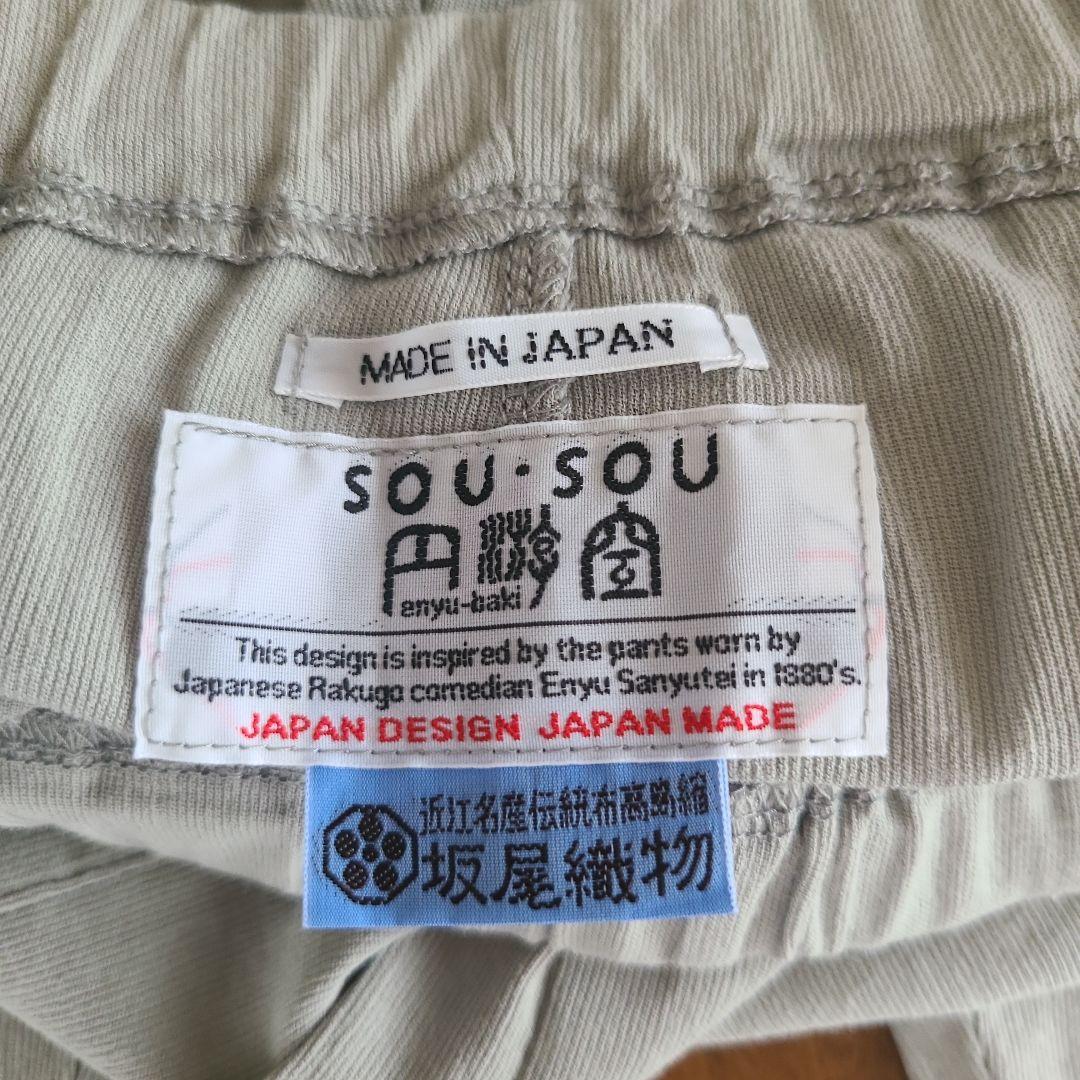 MADE IN JAPAN
SOU・SOU
円
enyu-baki
This design is inspired by the pants worn by
Japanese Rakugo comedian Enyu Sanyutei in 1880's.
JAPAN DESIGN JAPAN MADE
近江名産伝統布高島縮
坂尾織物